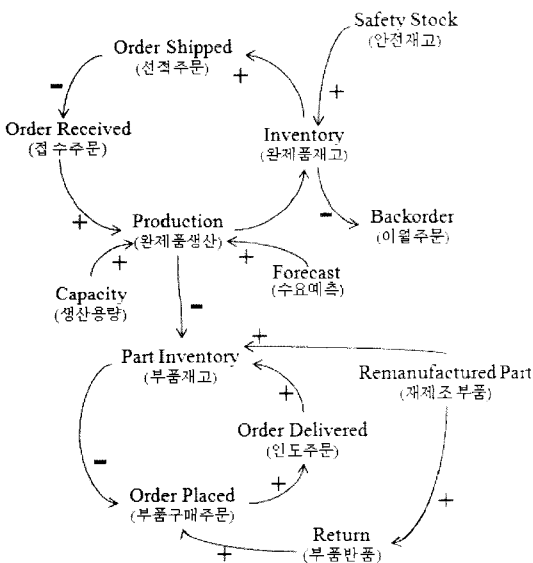 Safety Stock
(안전재고)
Order Shipped
(선적주문)
−
+
+
Order Received
(접수주문)
Inventory
(완제품재고)
+
Production
(완제품생산)
−
Backorder
(이월주문)
+
+
Forecast
(수요예측)
Capacity
(생산용량)
−
+
Part Inventory
(부품재고)
Remanufactured Part
(재제조 부품)
+
Order Delivered
(인도주문)
−
+
Order Placed
(부품구매주문)
+
Return
(부품반품)
+